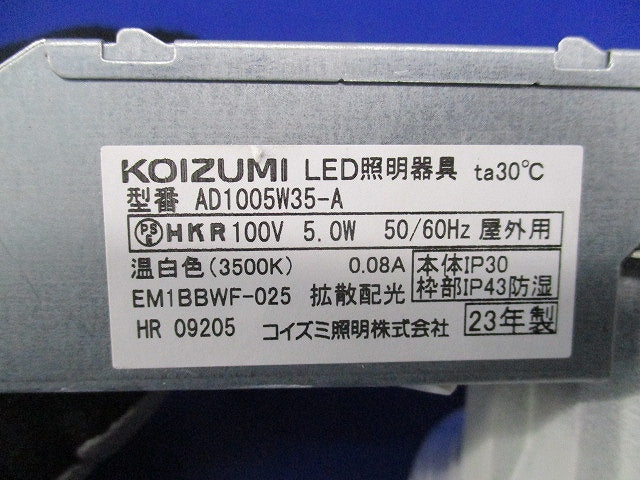 KOIZUMI LED照明器具 ta30℃
型番 AD1005W35-A
PSE HKR 100V 5.0W 50/60Hz 屋外用
温白色(3500K) 0.08A 本体IP30
EM1BBWF-025 拡散配光 枠部IP43防湿
HR 09205 コイズミ照明株式会社 23年製